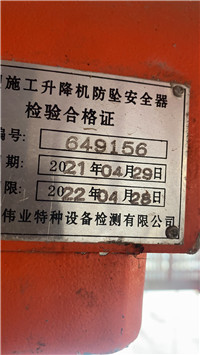 施工升降机防坠安全器
检验合格证
编号: 649156
期: 2021年04月29日
限: 2022年04月28日
伟业特种设备检测有限公司